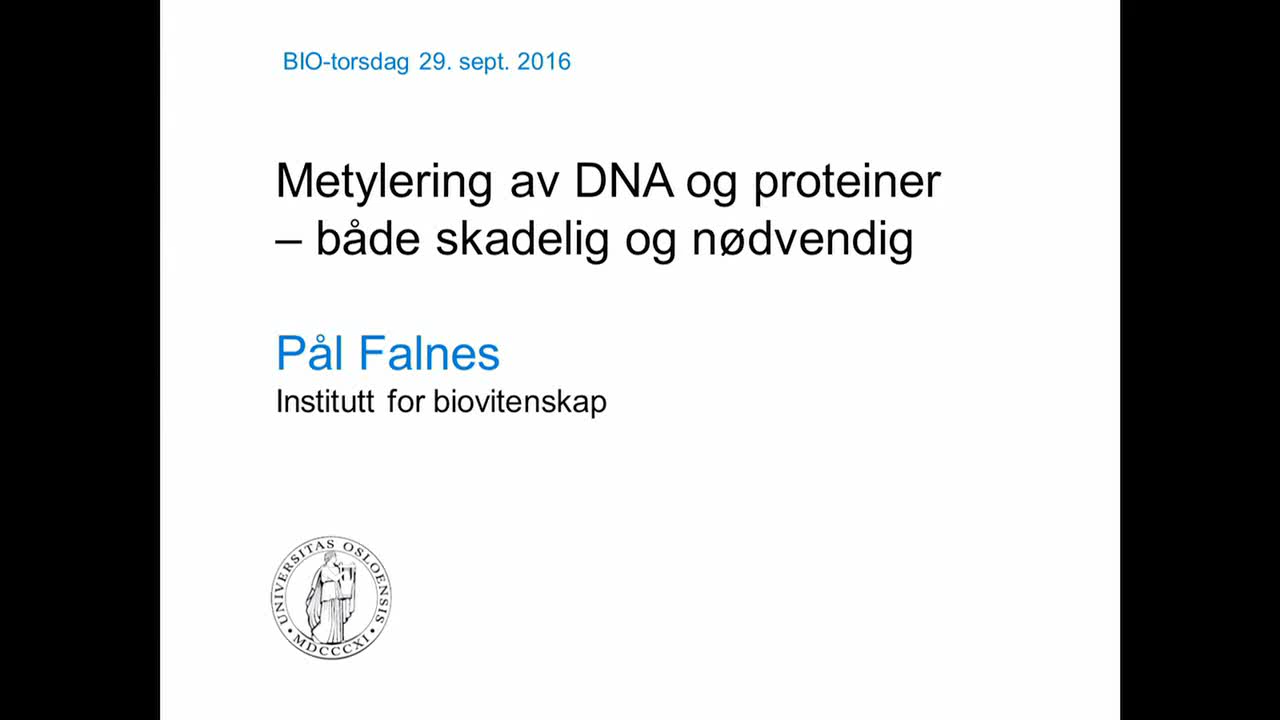 BIO-torsdag 29. sept. 2016
Metylering av DNA og proteiner
– både skadelig og nødvendig
Pål Falnes
Institutt for biovitenskap
UNIVERSITAS OSLOENSIS
MDCCCXI